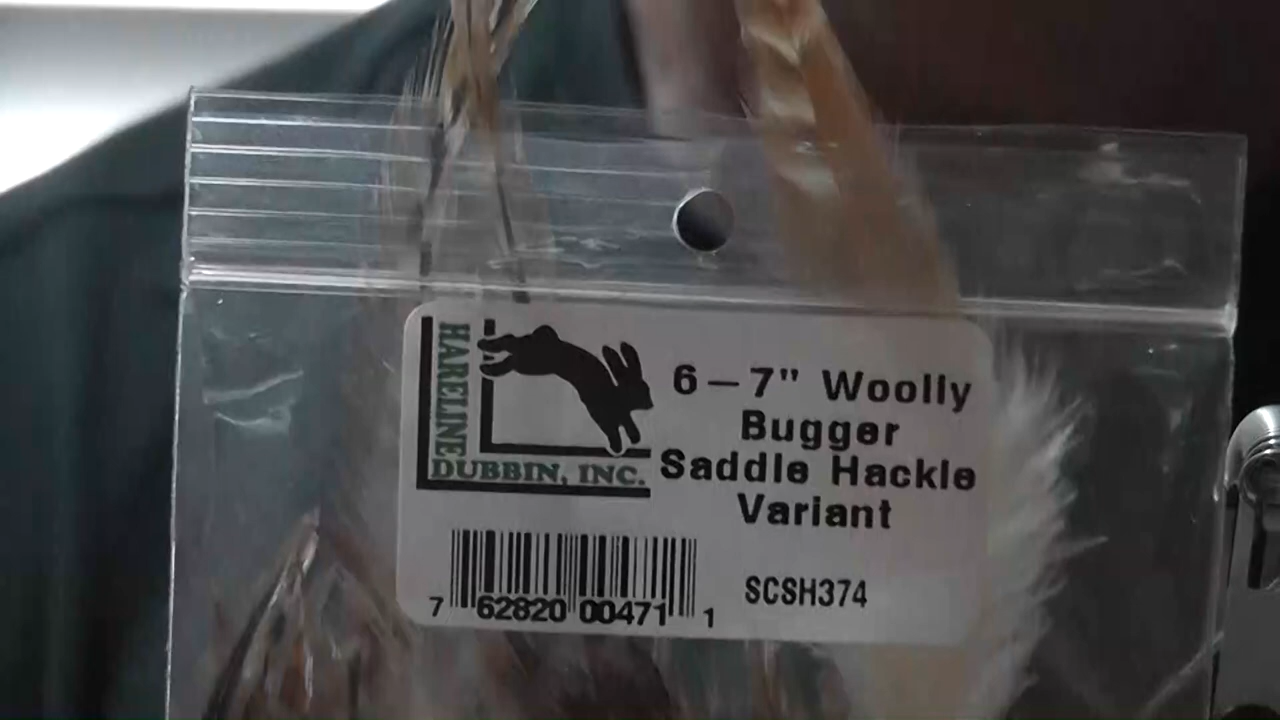 HARELINE
DUBBIN, INC.
6–7" Woolly
Bugger
Saddle Hackle
Variant
7 62820 00471 1
SCSH374